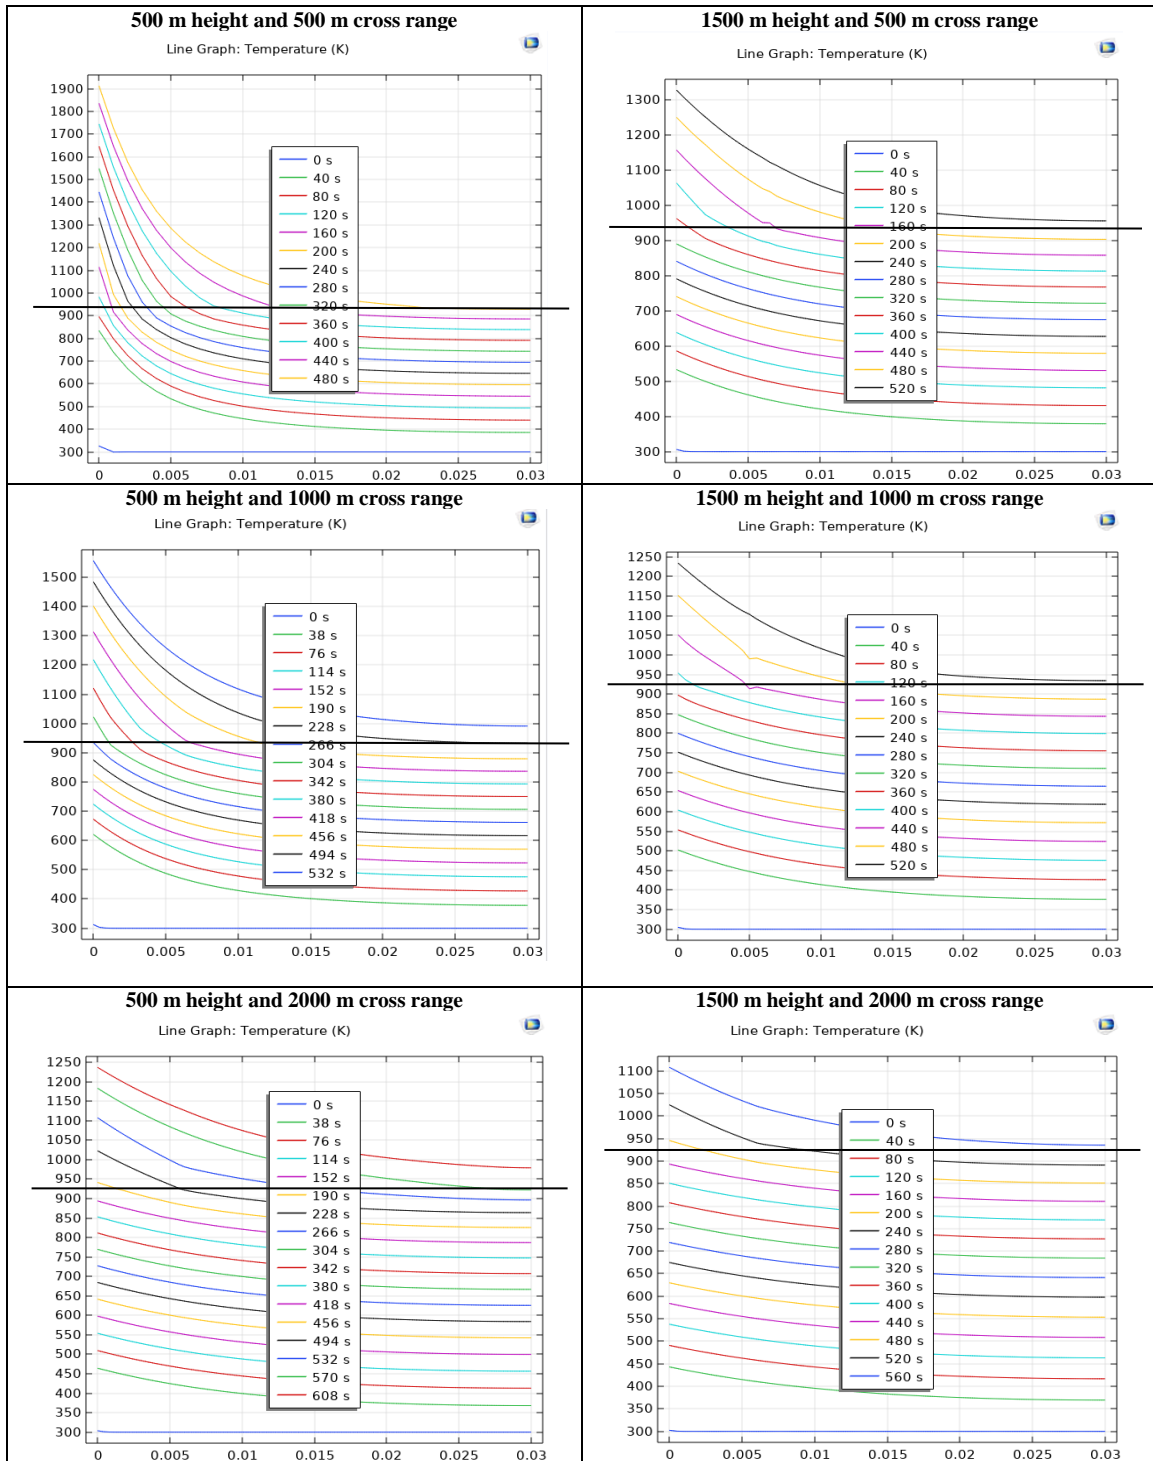 500 m height and 500 m cross range
Line Graph: Temperature (K)
1900
1800
1700
1600
1500
1400
1300
1200
1100
1000
900
800
700
600
500
400
300
0 s
40 s
80 s
120 s
160 s
200 s
240 s
280 s
320 s
360 s
400 s
440 s
480 s
0 0.005 0.01 0.015 0.02 0.025 0.03
1500 m height and 500 m cross range
Line Graph: Temperature (K)
1300
1200
1100
1000
900
800
700
600
500
400
300
0 s
40 s
80 s
120 s
160 s
200 s
240 s
280 s
320 s
360 s
400 s
440 s
480 s
520 s
0 0.005 0.01 0.015 0.02 0.025 0.03
500 m height and 1000 m cross range
Line Graph: Temperature (K)
1500
1400
1300
1200
1100
1000
900
800
700
600
500
400
300
0 s
38 s
76 s
114 s
152 s
190 s
228 s
266 s
304 s
342 s
380 s
418 s
456 s
494 s
532 s
0 0.005 0.01 0.015 0.02 0.025 0.03
1500 m height and 1000 m cross range
Line Graph: Temperature (K)
1250
1200
1150
1100
1050
1000
950
900
850
800
750
700
650
600
550
500
450
400
350
300
0 s
40 s
80 s
120 s
160 s
200 s
240 s
280 s
320 s
360 s
400 s
440 s
480 s
520 s
0 0.005 0.01 0.015 0.02 0.025 0.03
500 m height and 2000 m cross range
Line Graph: Temperature (K)
1250
1200
1150
1100
1050
1000
950
900
850
800
750
700
650
600
550
500
450
400
350
300
0 s
38 s
76 s
114 s
152 s
190 s
228 s
266 s
304 s
342 s
380 s
418 s
456 s
494 s
532 s
570 s
608 s
0 0.005 0.01 0.015 0.02 0.025 0.03
1500 m height and 2000 m cross range
Line Graph: Temperature (K)
1100
1050
1000
950
900
850
800
750
700
650
600
550
500
450
400
350
300
0 s
40 s
80 s
120 s
160 s
200 s
240 s
280 s
320 s
360 s
400 s
440 s
480 s
520 s
560 s
0 0.005 0.01 0.015 0.02 0.025 0.03